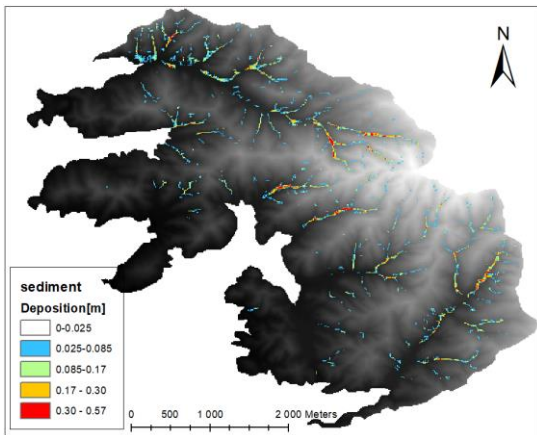 N
sediment
Deposition[m]
0-0.025
0.025-0.085
0.085-0.17
0.17 - 0.30
0.30 - 0.57
0 500 1 000 2 000 Meters